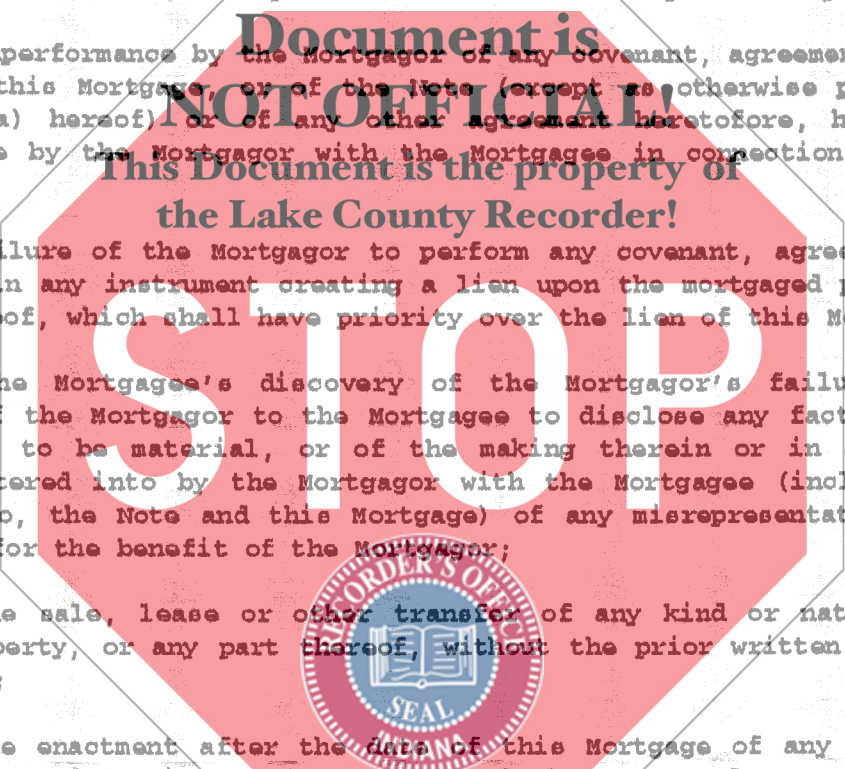 Document is
performance by the Mortgagor of any covenant, agreemen
this Mortgage, or of the Note (except as otherwise p
NOT OFFICIAL!
a) hereof) or of any other agreement heretofore, h
e by the Mortgagor with the Mortgagee in connection
This Document is the property of
the Lake County Recorder!
ilure of the Mortgagor to perform any covenant, agree
in any instrument creating a lien upon the mortgaged p
eof, which shall have priority over the lien of this Mo
STOP
he Mortgagee's discovery of the Mortgagor's failu
f the Mortgagor to the Mortgagee to disclose any fact
to be material, or of the making therein or in
tered into by the Mortgagor with the Mortgagee (incl
o, the Note and this Mortgage) of any misrepresentat
for the benefit of the Mortgagor;
RECORDER'S OFFICE
e sale, lease or other transfer of any kind or nat
perty, or any part thereof, without the prior written
;
SEAL
INDIANA
e enactment after the date of this Mortgage of any